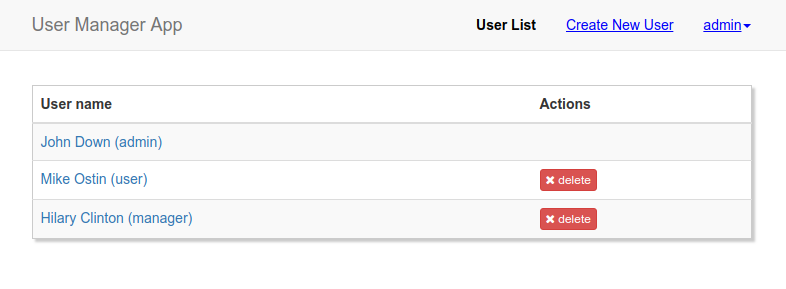 User Manager App User List Create New User admin
User name Actions
John Down (admin)
Mike Ostin (user) delete
Hilary Clinton (manager) delete